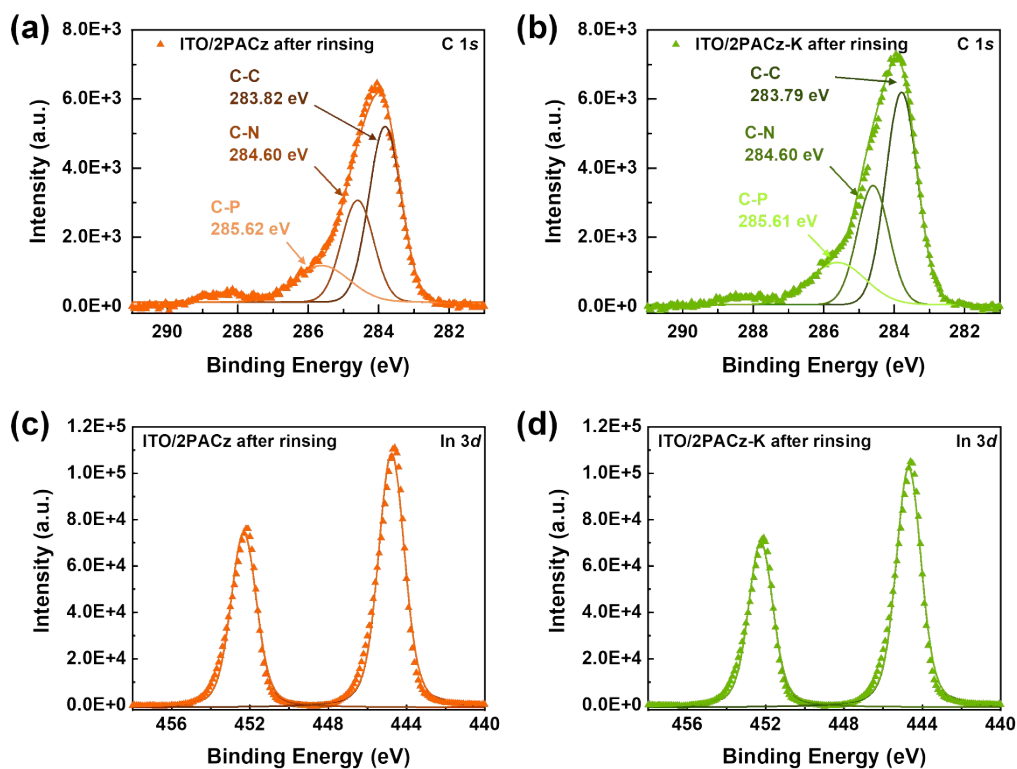 (a)
8.0E+3
6.0E+3
4.0E+3
2.0E+3
0.0E+0
Intensity (a.u.)
ITO/2PACz after rinsing
C 1s
C-C
283.82 eV
C-N
284.60 eV
C-P
285.62 eV
290 288 286 284 282
Binding Energy (eV)
(b)
8.0E+3
6.0E+3
4.0E+3
2.0E+3
0.0E+0
Intensity (a.u.)
ITO/2PACz-K after rinsing
C 1s
C-C
283.79 eV
C-N
284.60 eV
C-P
285.61 eV
290 288 286 284 282
Binding Energy (eV)
(c)
1.2E+5
1.0E+5
8.0E+4
6.0E+4
4.0E+4
2.0E+4
0.0E+0
Intensity (a.u.)
ITO/2PACz after rinsing
In 3d
456 452 448 444 440
Binding Energy (eV)
(d)
1.2E+5
1.0E+5
8.0E+4
6.0E+4
4.0E+4
2.0E+4
0.0E+0
Intensity (a.u.)
ITO/2PACz-K after rinsing
In 3d
456 452 448 444 440
Binding Energy (eV)